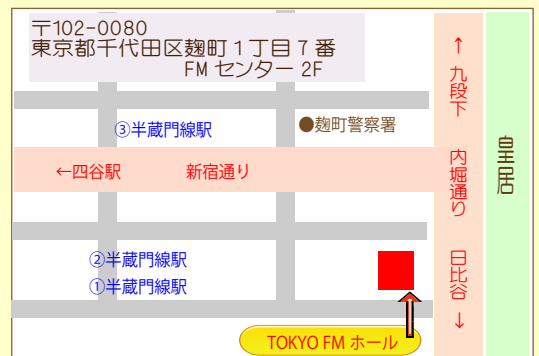 〒102-0080
東京都千代田区麹町１丁目７番
FM センター 2F
③半蔵門線駅
●麹町警察署
←四谷駅
新宿通り
②半蔵門線駅
①半蔵門線駅
TOKYO FM ホール
↑ 九段下
内堀通り
日比谷 ↓
皇居